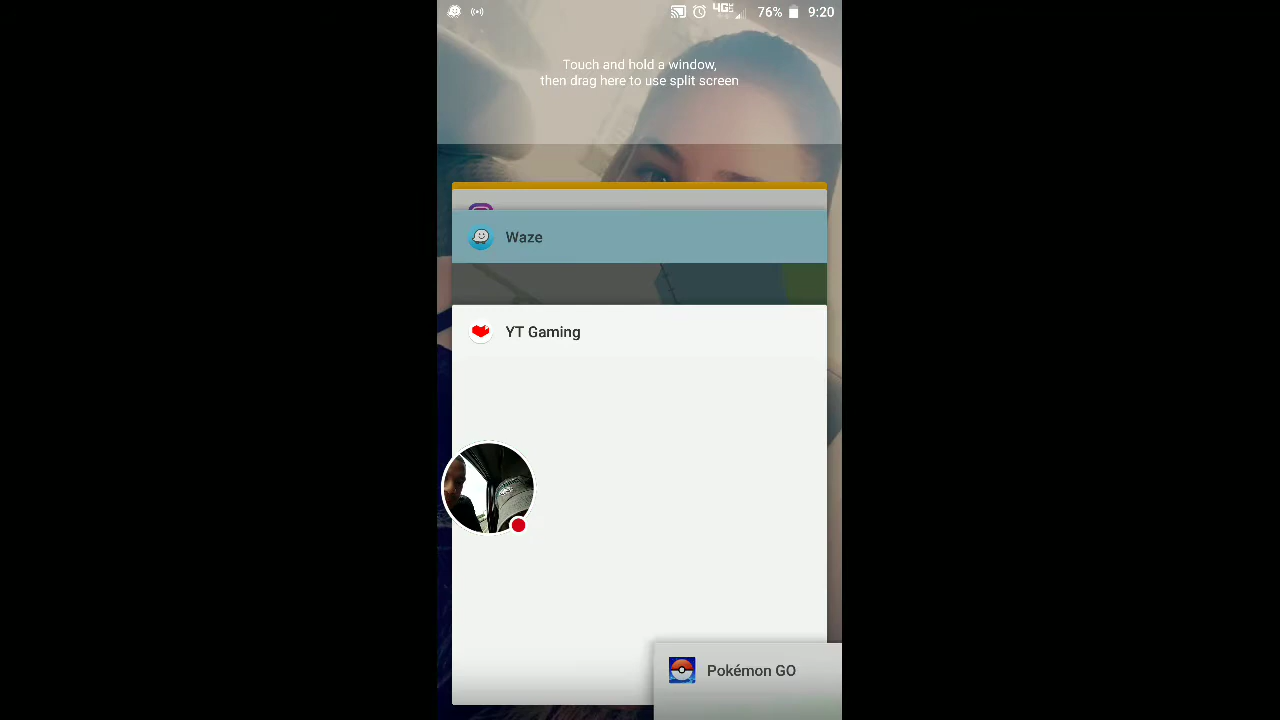 4G 76% 9:20
Touch and hold a window,
then drag here to use split screen
Waze
YT Gaming
Pokémon GO